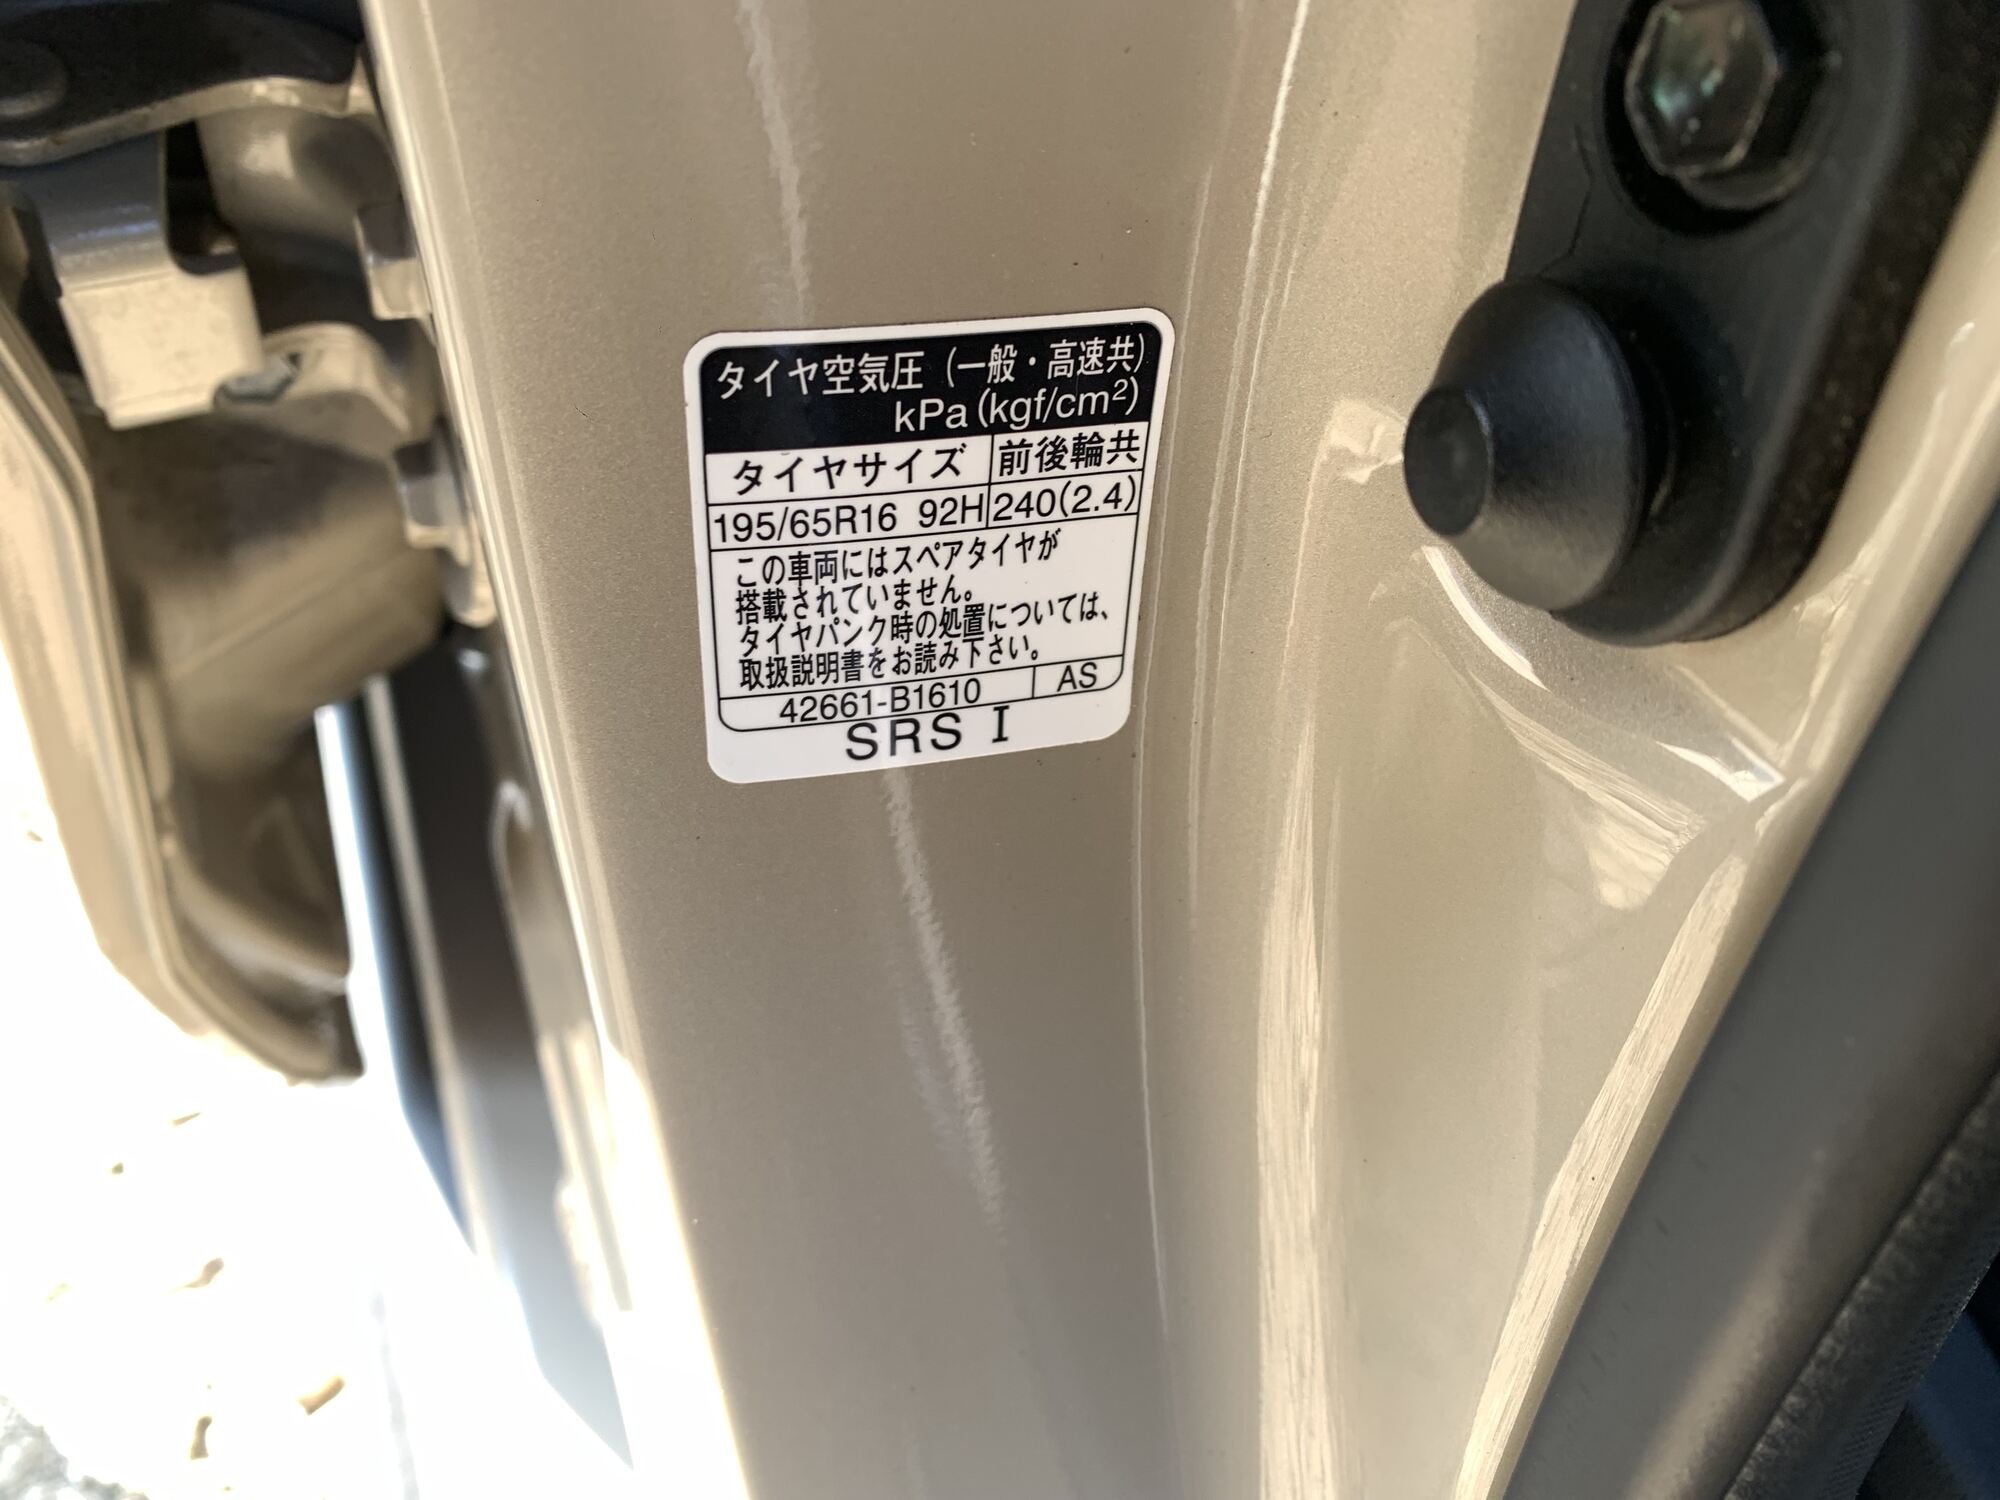 タイヤ空気圧（一般・高速共）
kPa (kgf/cm²)
タイヤサイズ 前後輪共
195/65R16 92H 240(2.4)
この車両にはスペアタイヤが
搭載されていません。
タイヤパンク時の処置については、
取扱説明書をお読み下さい。
42661-B1610 AS
SRS I